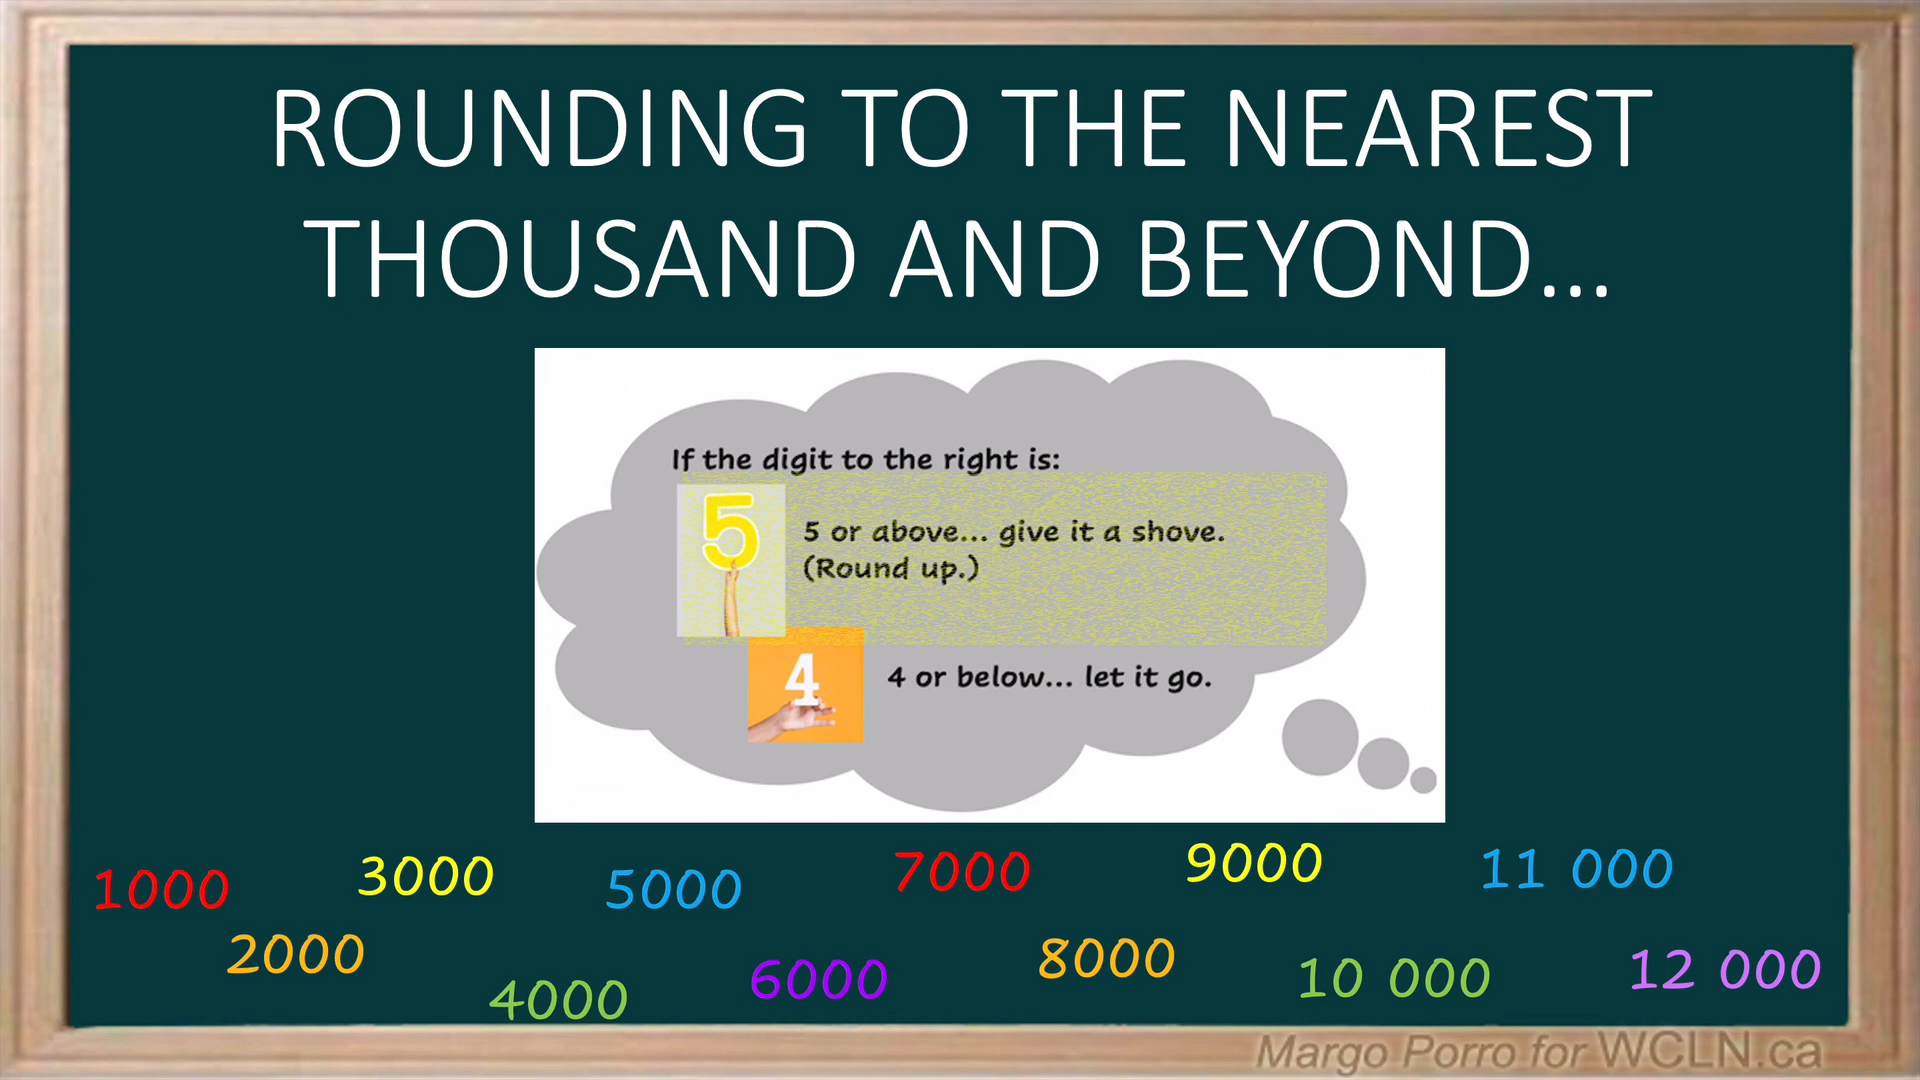 ROUNDING TO THE NEAREST
THOUSAND AND BEYOND...
If the digit to the right is:
5
5 or above... give it a shove.
(Round up.)
4
4 or below... let it go.
1000
3000
5000
7000
9000
11 000
2000
4000
6000
8000
10 000
12 000
Margo Porro for WCLN.ca